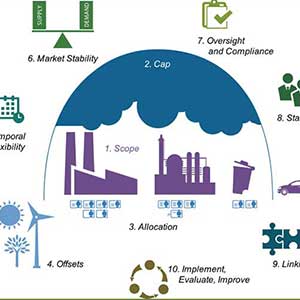 SUPPLY
DEMAND
6. Market Stability
7. Oversight
and Compliance
2. Cap
8. Sta
mporal
xibility
1. Scope
3. Allocation
4. Offsets
9. Linki
10. Implement,
Evaluate, Improve